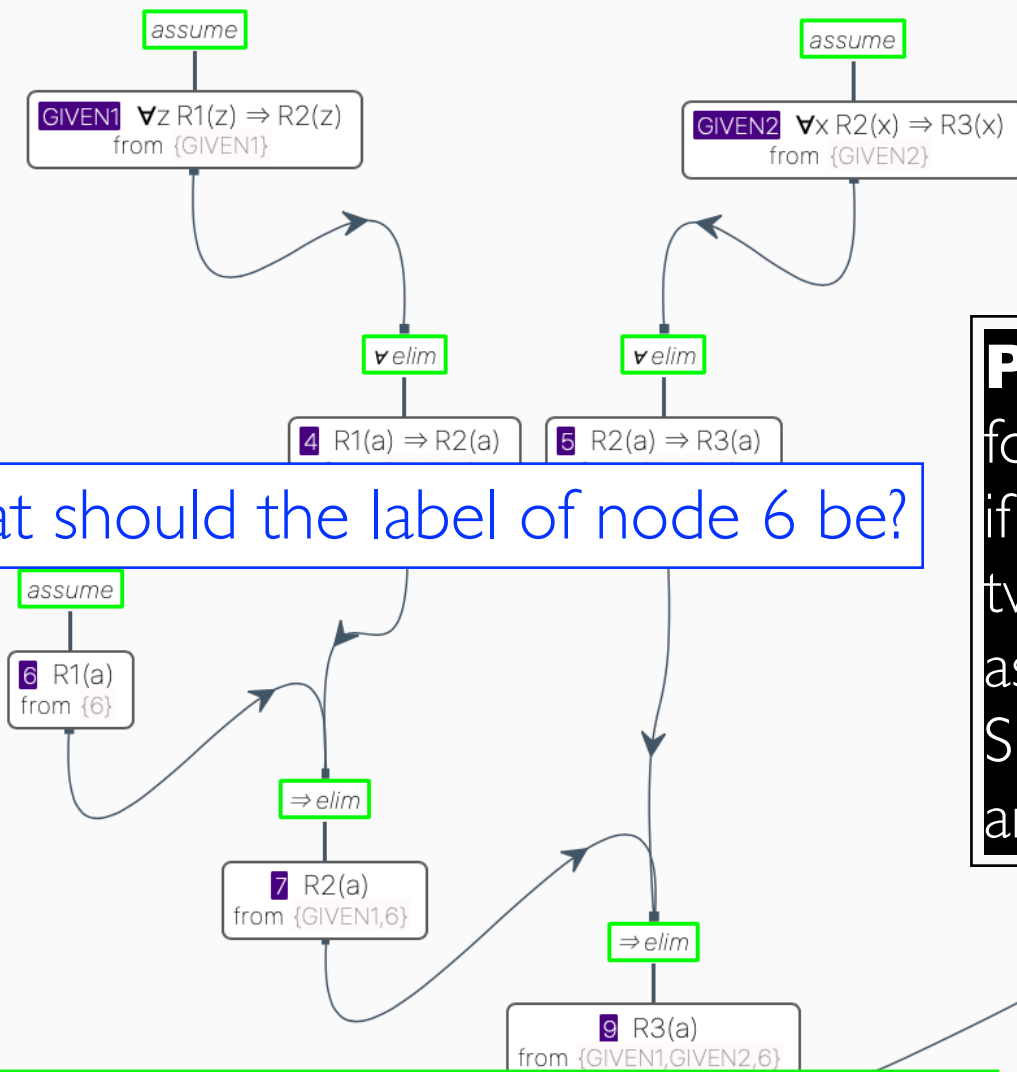 assume
assume
GIVEN1 ∀z R1(z) ⇒ R2(z)
from {GIVEN1}
GIVEN2 ∀x R2(x) ⇒ R3(x)
from {GIVEN2}
∀ elim
∀ elim
4 R1(a) ⇒ R2(a)
5 R2(a) ⇒ R3(a)
should the label of node 6 be?
assume
6 R1(a)
from {6}
⇒ elim
7 R2(a)
from {GIVEN1,6}
⇒ elim
9 R3(a)
from {GIVEN1,GIVEN2,6}
if